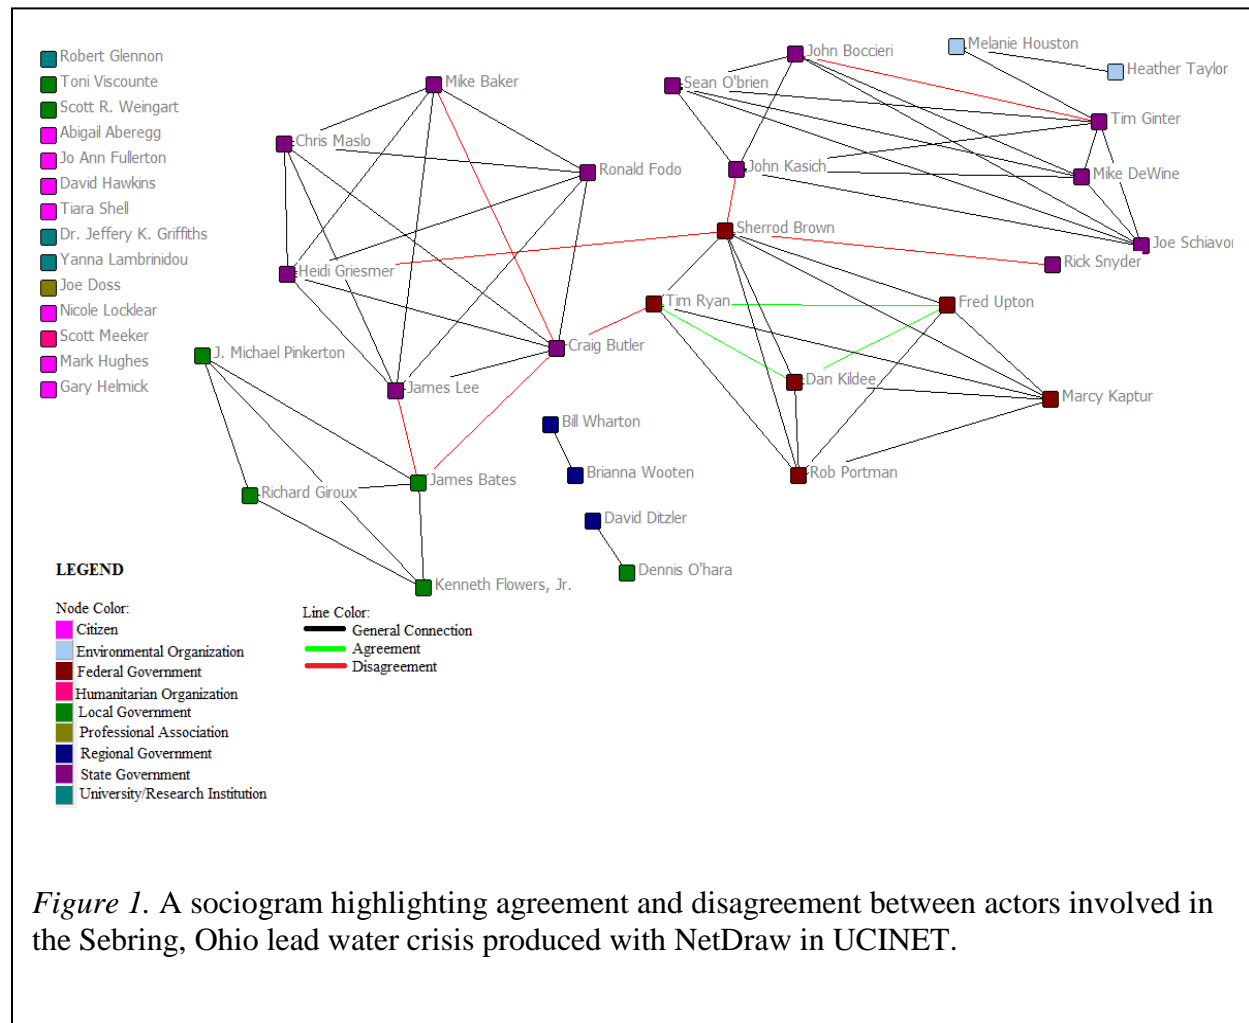 Robert Glennon
Toni Viscounte
Scott R. Weingart
Abigail Aberegg
Jo Ann Fullerton
David Hawkins
Tiara Shell
Dr. Jeffery K. Griffiths
Yanna Lambrinidou
Joe Doss
Nicole Locklear
Scott Meeker
Mark Hughes
Gary Helmick
Mike Baker
Chris Maslo
Ronald Fodo
Heidi Griesmer
Craig Butler
James Lee
J. Michael Pinkerton
Richard Giroux
James Bates
Kenneth Flowers, Jr.
John Boccieri
Melanie Houston
Heather Taylor
Sean O'brien
Tim Ginter
John Kasich
Mike DeWine
Sherrod Brown
Joe Schiavon
Rick Snyder
Tim Ryan
Fred Upton
Dan Kildee
Marcy Kaptur
Rob Portman
Bill Wharton
Brianna Wooten
David Ditzler
Dennis O'hara
LEGEND
Node Color:
Citizen
Environmental Organization
Federal Government
Humanitarian Organization
Local Government
Professional Association
Regional Government
State Government
University/Research Institution
Line Color:
General Connection
Agreement
Disagreement
Figure 1. A sociogram highlighting agreement and disagreement between actors involved in
the Sebring, Ohio lead water crisis produced with NetDraw in UCINET.